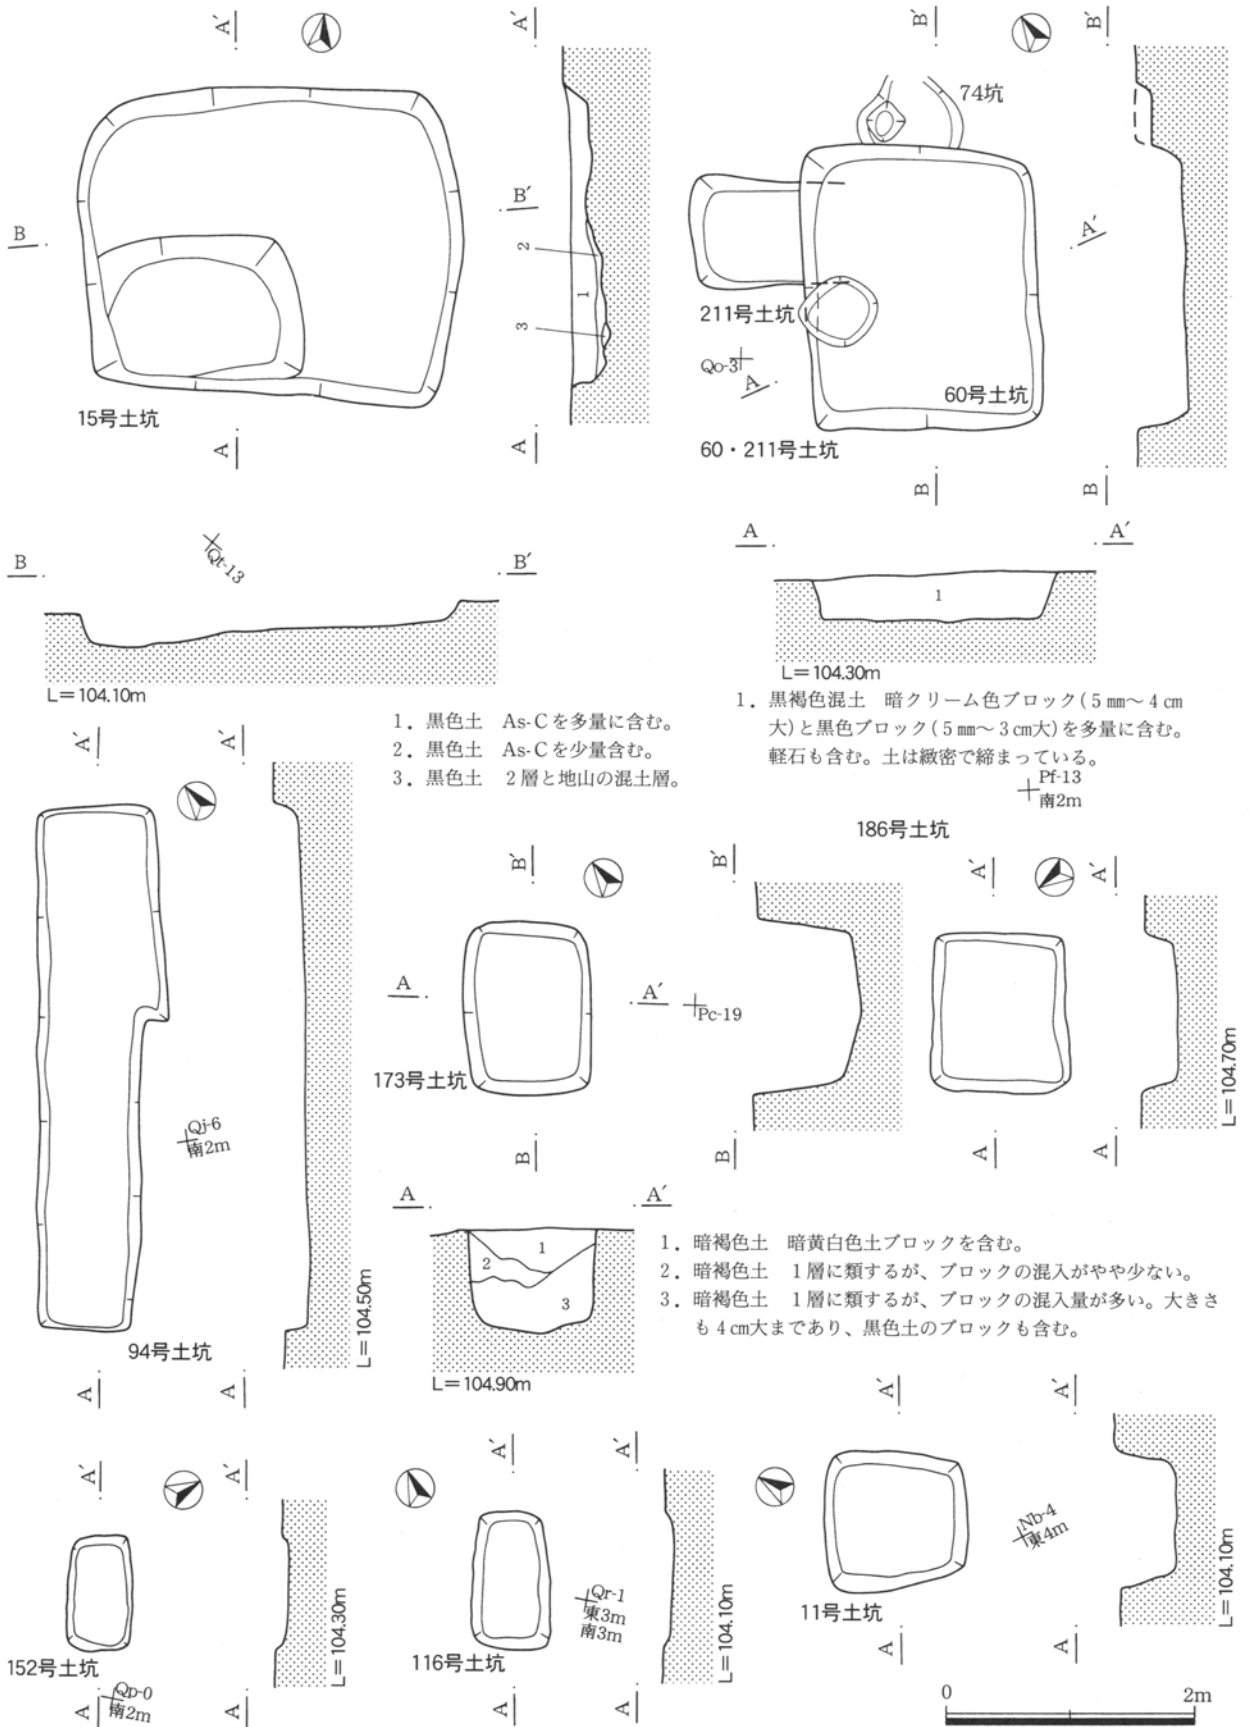 A′
A′
B′
B′
74坑
B
B′
2
1
3
A′
211号土坑
Qo-3
A
60号土坑
15号土坑
60・211号土坑
A
A
B
B
Qt-13
B
B′
L＝104.10m
A
A′
1
L＝104.30m
1．黒色土　As-Cを多量に含む。
2．黒色土　As-Cを少量含む。
3．黒色土　2層と地山の混土層。
1．黒褐色混土　暗クリーム色ブロック(5㎜〜4㎝
大)と黒色ブロック(5㎜〜3㎝大)を多量に含む。
軽石も含む。土は緻密で締まっている。
Pf-13
南2m
186号土坑
A′
A′
B′
B′
A′
A′
A
A′
Pc-19
173号土坑
L＝104.70m
B
B
A
A
Qj-6
南2m
94号土坑
L＝104.50m
A
A
A
A′
1
2
3
L＝104.90m
1．暗褐色土　暗黄白色土ブロックを含む。
2．暗褐色土　1層に類するが、ブロックの混入がやや少ない。
3．暗褐色土　1層に類するが、ブロックの混入量が多い。大きさ
も4㎝大まであり、黒色土のブロックも含む。
A′
A′
152号土坑
Qp-0
南2m
L＝104.30m
A
A
A′
A′
116号土坑
Qr-1
東3m
南3m
L＝104.10m
A
A
A′
A′
Nb-4
東4m
11号土坑
L＝104.10m
A
A
0
2m